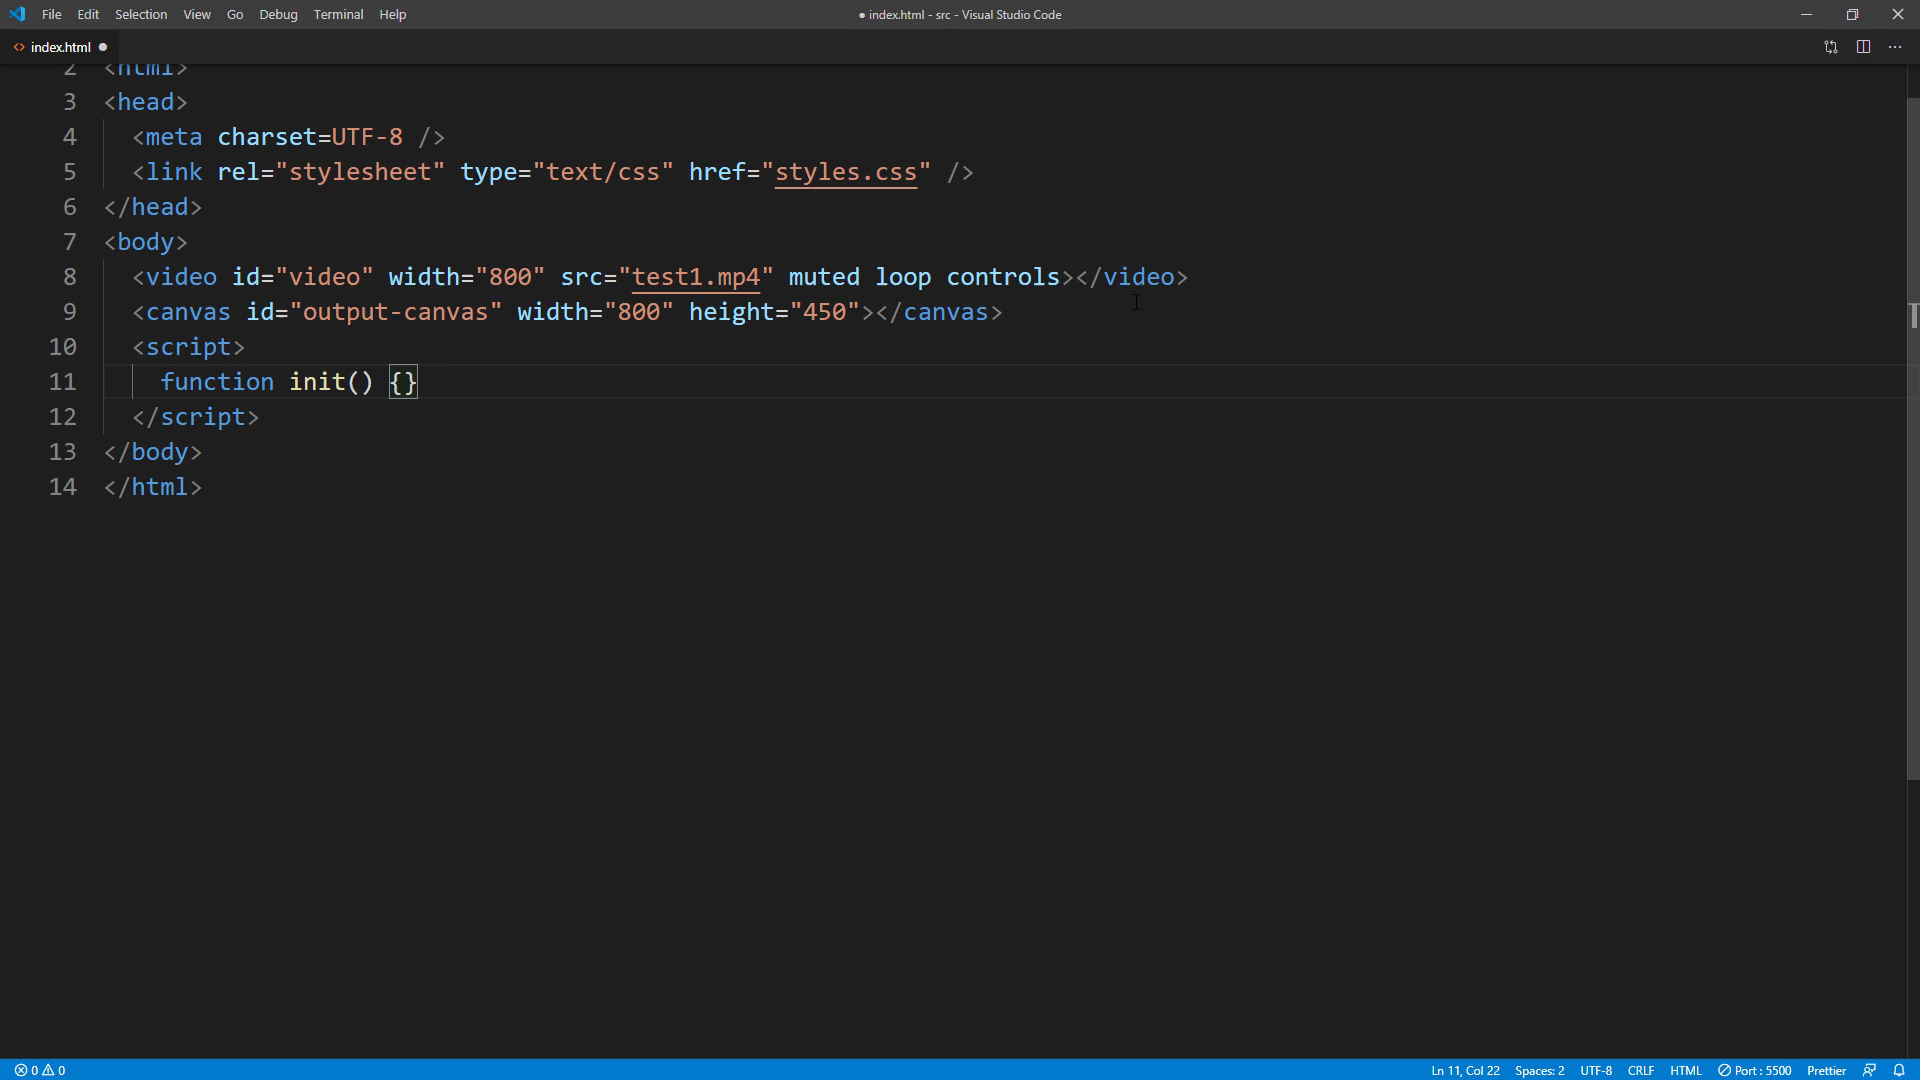 File Edit Selection View Go Debug Terminal Help
● index.html - src - Visual Studio Code
<> index.html ●
2 <html>
3 <head>
4 <meta charset=UTF-8 />
5 <link rel="stylesheet" type="text/css" href="styles.css" />
6 </head>
7 <body>
8 <video id="video" width="800" src="test1.mp4" muted loop controls></video>
9 <canvas id="output-canvas" width="800" height="450"></canvas>
10 <script>
11 function init() {}
12 </script>
13 </body>
14 </html>
0 0 Ln 11, Col 22 Spaces: 2 UTF-8 CRLF HTML Port : 5500 Prettier